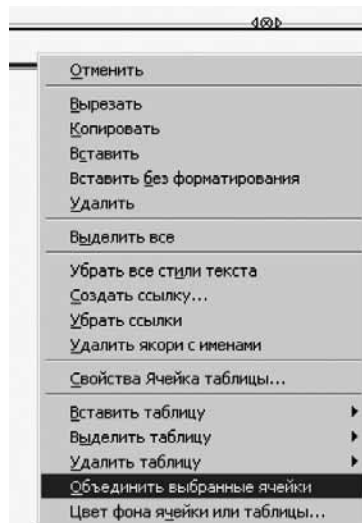 Отменить
Вырезать
Копировать
Вставить
Вставить без форматирования
Удалить
Выделить все
Убрать все стили текста
Создать ссылку...
Убрать ссылки
Удалить якори с именами
Свойства Ячейка таблицы...
Вставить таблицу
Выделить таблицу
Удалить таблицу
Объединить выбранные ячейки
Цвет фона ячейки или таблицы...